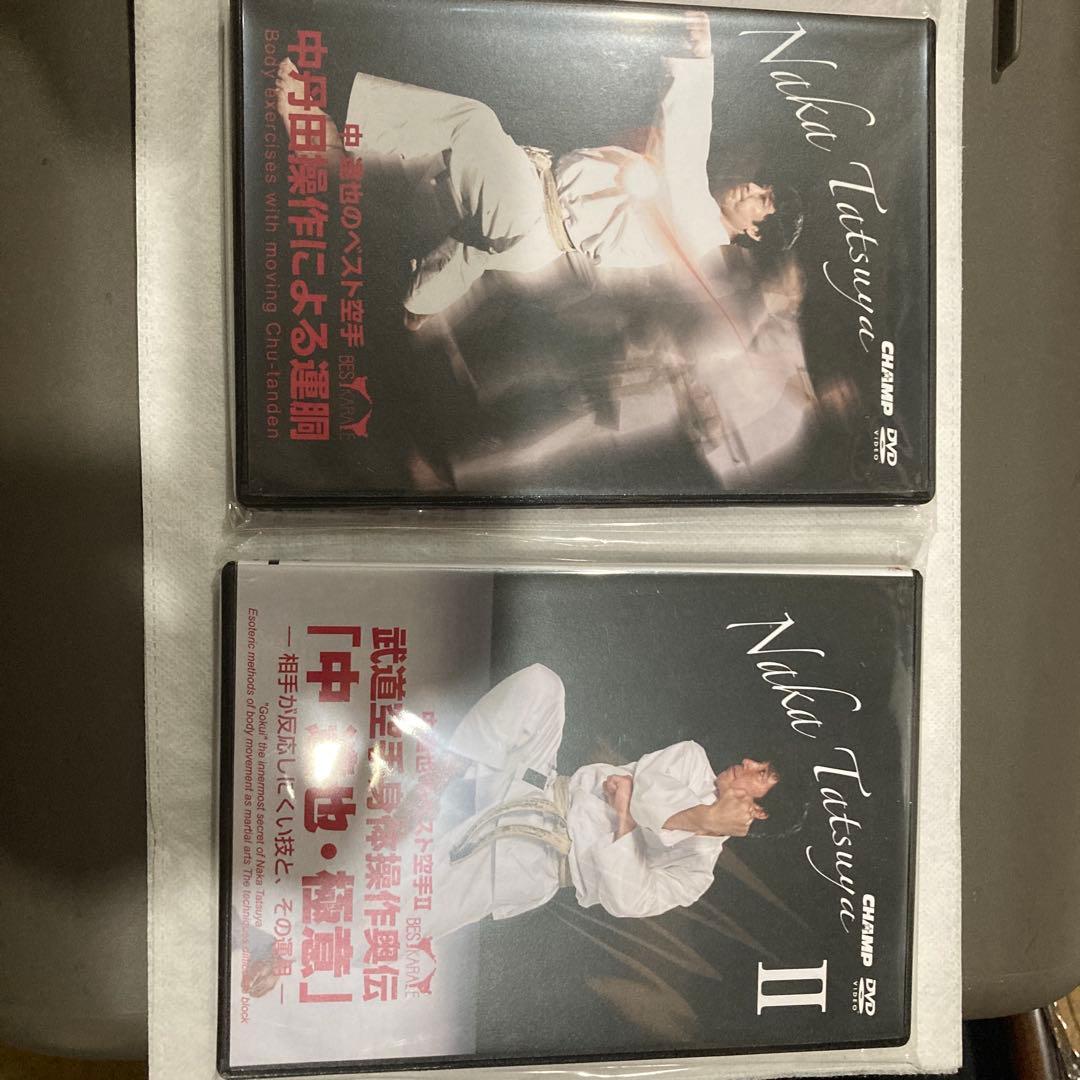 Naka Tatsuya
CHAMP
DVD
VIDEO
中 達也のベスト空手
BEST KARATE
中丹田操作による運胴
Body Exercises with moving Chu-tanden
Naka Tatsuya
II
CHAMP
DVD
VIDEO
ベスト空手II
BEST KARATE
武道空手身体操作奥伝
「中 達也・極意」
―相手が反応しにくい技と、その運用―
"Gokui" the innermost secret of Naka Tatsuya
Esoteric methods of body movement as martial arts The techniques difficult block